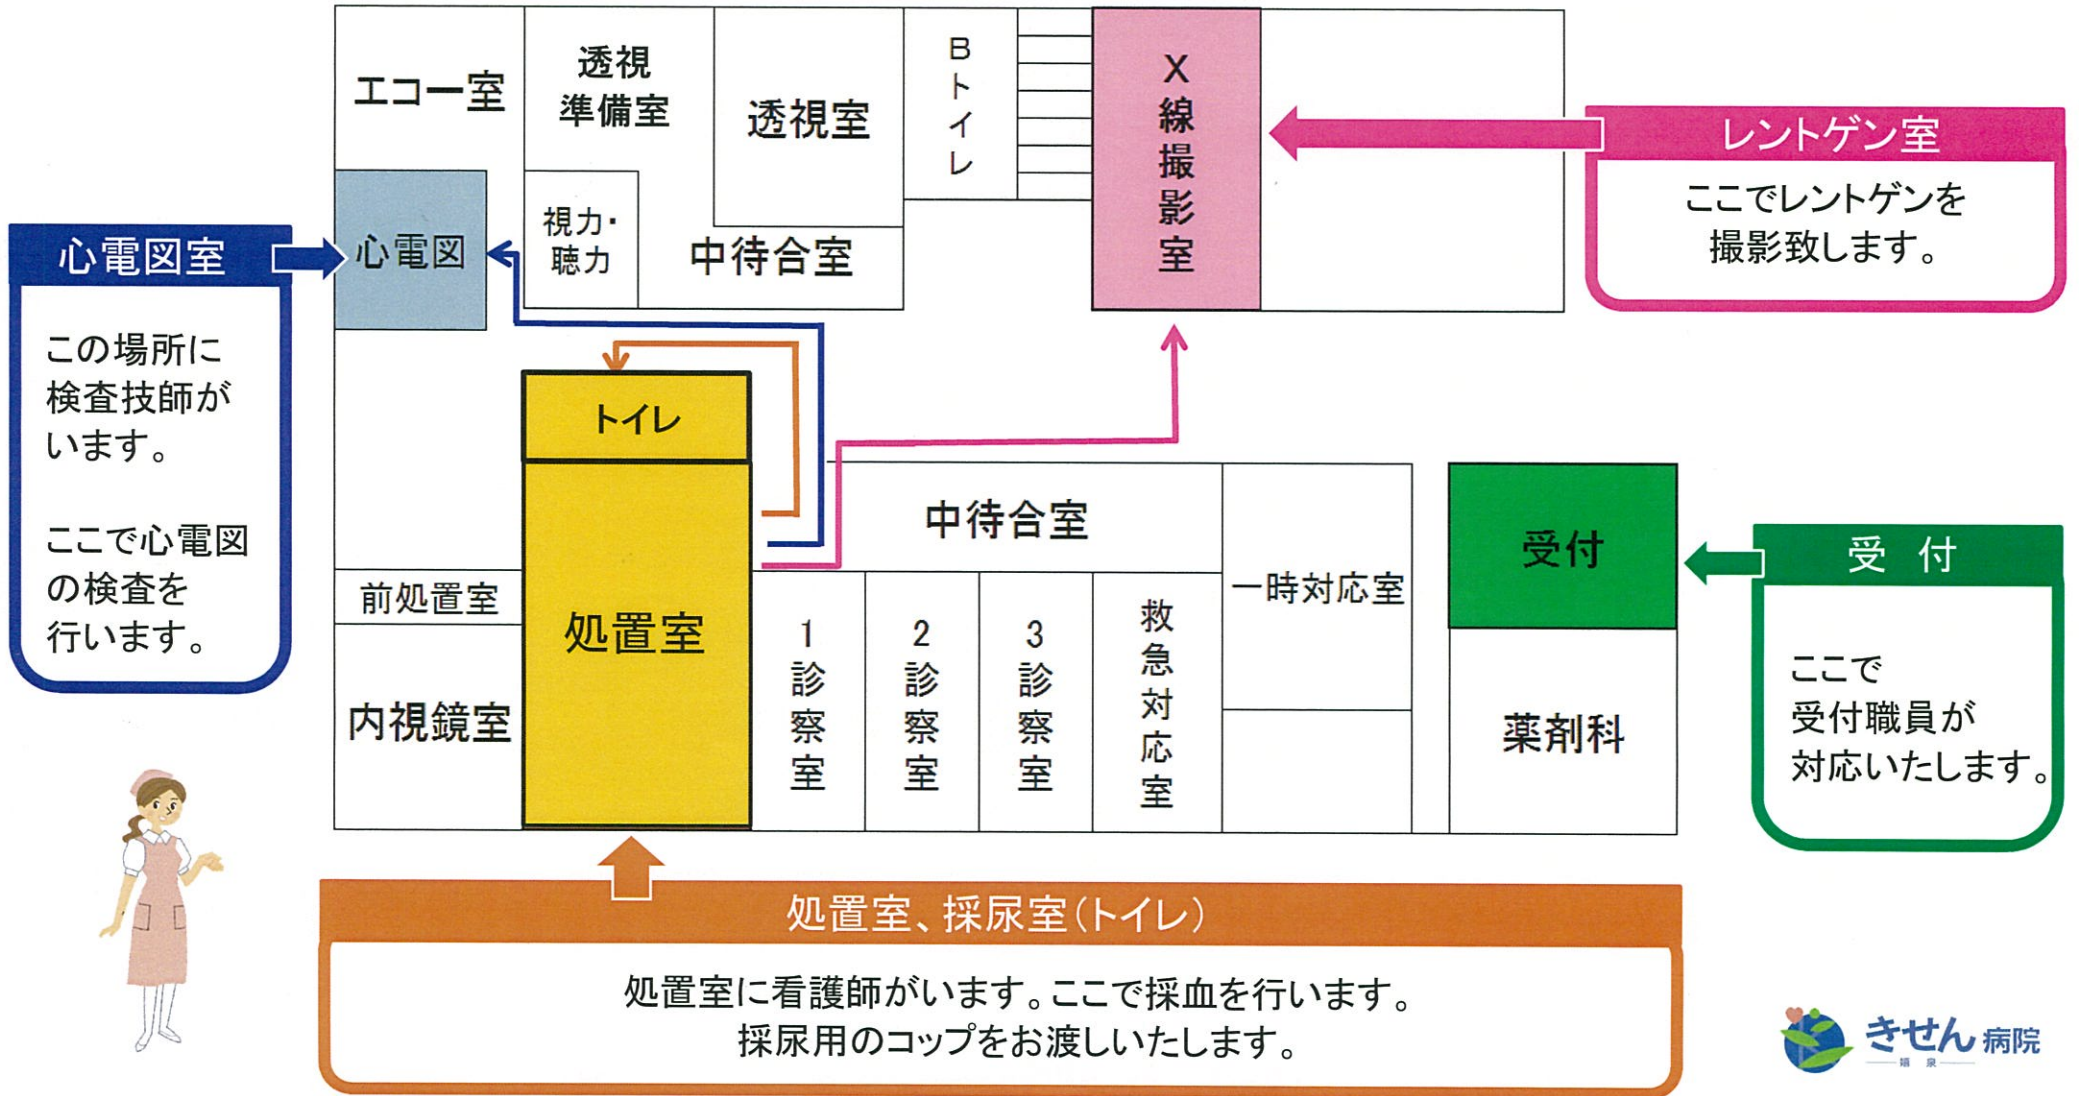 エコー室
透視
準備室
透視室
Bトイレ
X線撮影室
レントゲン室
ここでレントゲンを
撮影致します。
心電図室
この場所に
検査技師が
います。
ここで心電図
の検査を
行います。
心電図
視力・
聴力
中待合室
トイレ
処置室
中待合室
一時対応室
受付
受 付
ここで
受付職員が
対応いたします。
前処置室
内視鏡室
1診察室
2診察室
3診察室
救急対応室
薬剤科
処置室、採尿室(トイレ)
処置室に看護師がいます。ここで採血を行います。
採尿用のコップをお渡しいたします。
きせん病院
嬉泉